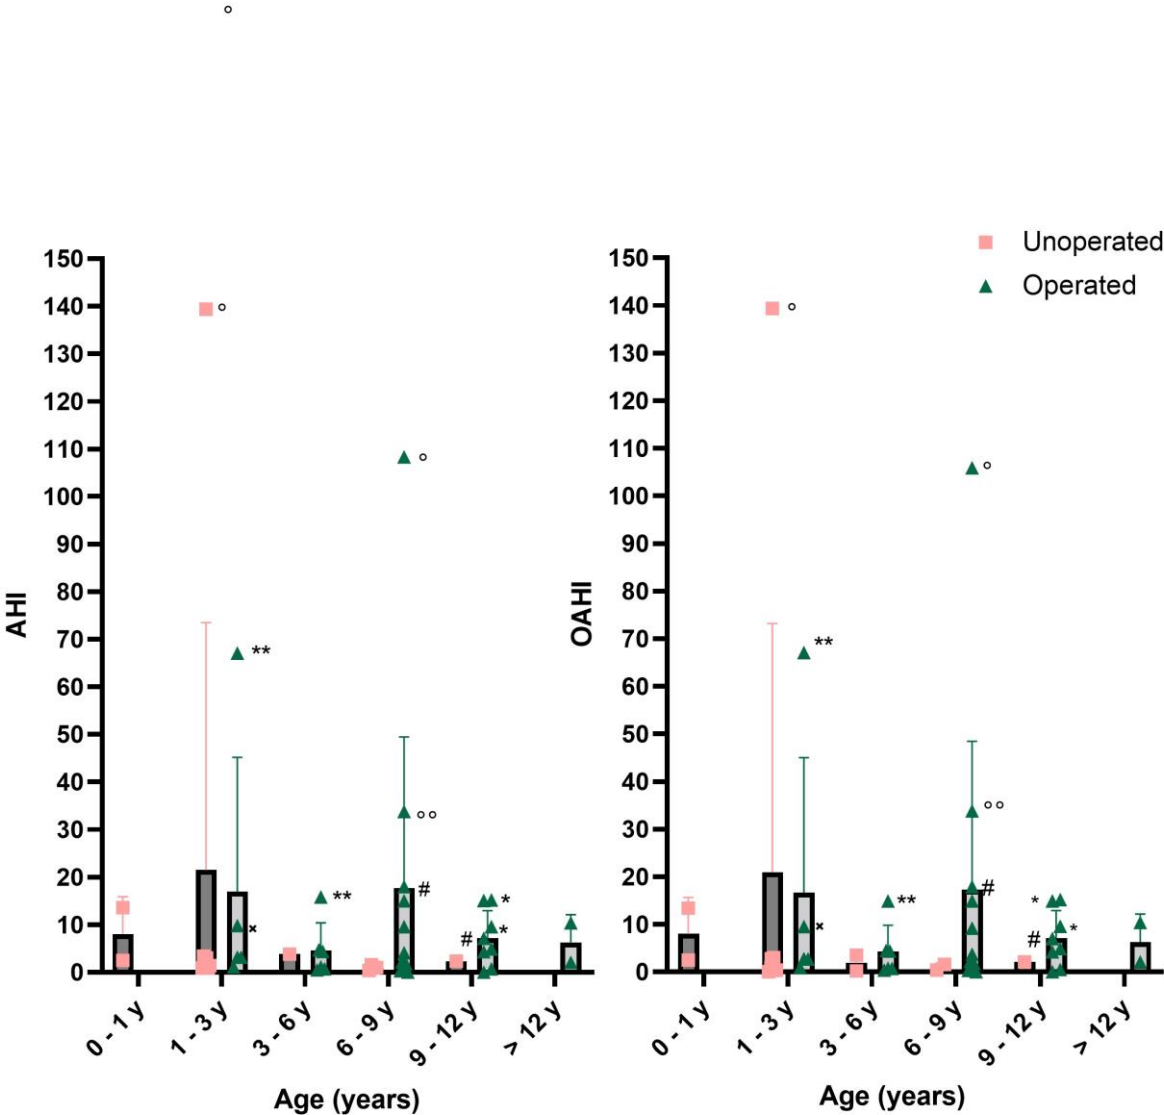 °
Unoperated
Operated
150
140
130
120
110
100
90
80
70
60
50
40
30
20
10
0
AHI
°
**
×
**
°
°°
#
#
*
*
0 - 1 y
1 - 3 y
3 - 6 y
6 - 9 y
9 - 12 y
> 12 y
Age (years)
150
140
130
120
110
100
90
80
70
60
50
40
30
20
10
0
OAHI
°
**
×
**
°
°°
#
*
#
*
0 - 1 y
1 - 3 y
3 - 6 y
6 - 9 y
9 - 12 y
> 12 y
Age (years)